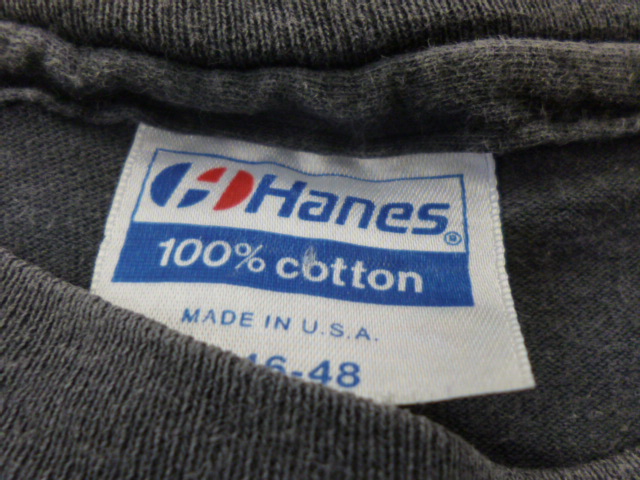 Hanes®
100% cotton
MADE IN U.S.A.
46-48